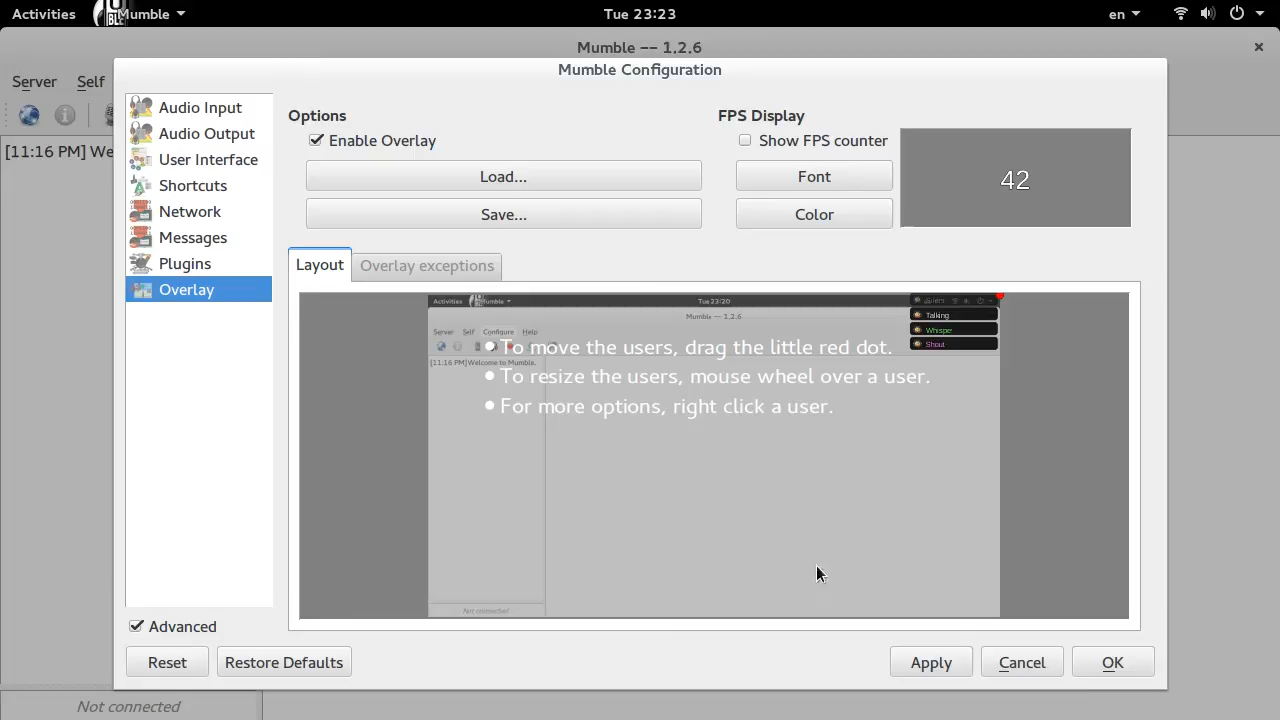 Activities Mumble Tue 23:23 en
Mumble -- 1.2.6
Mumble Configuration
Server Self
[11:16 PM] We
Audio Input
Audio Output
User Interface
Shortcuts
Network
Messages
Plugins
Overlay
Advanced
Options
Enable Overlay
Load...
Save...
FPS Display
Show FPS counter
Font
Color
42
Layout Overlay exceptions
Activities Mumble Tue 23:20
Mumble -- 1.2.6
Server Self Configure Help
[11:16 PM] Welcome to Mumble.
Talking
Whisper
Shout
To move the users, drag the little red dot.
To resize the users, mouse wheel over a user.
For more options, right click a user.
Not connected
Reset Restore Defaults Apply Cancel OK
Not connected